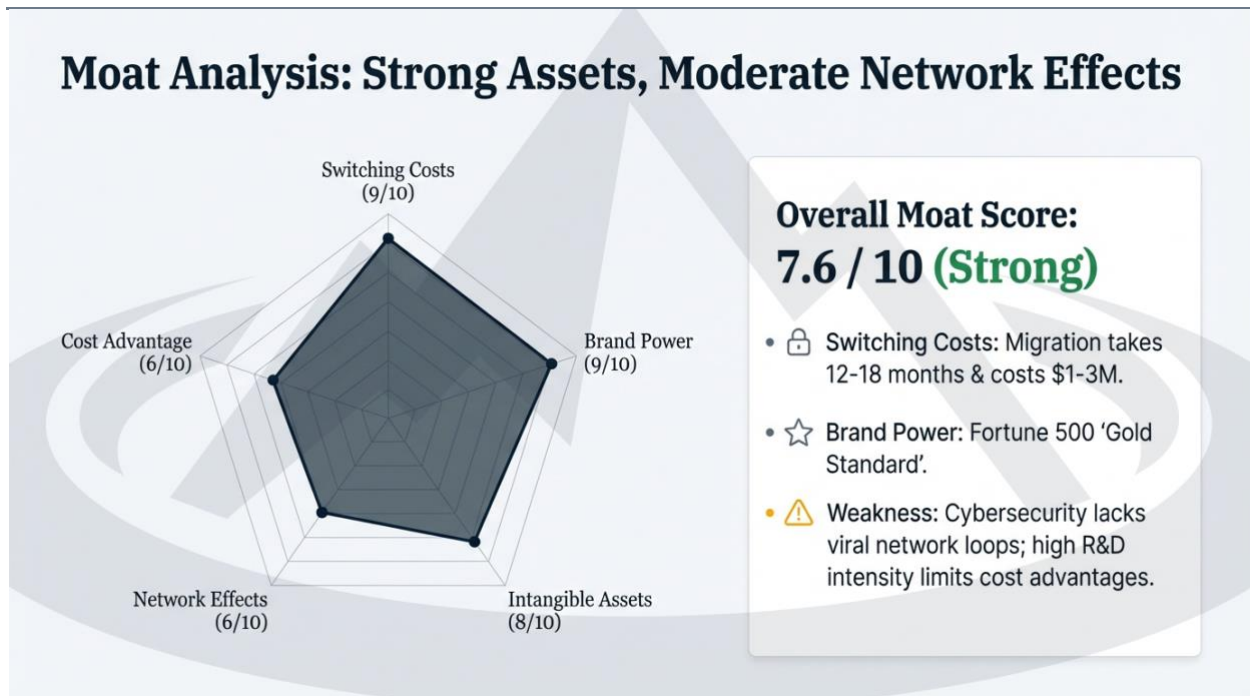 Moat Analysis: Strong Assets, Moderate Network Effects
Switching Costs
(9/10)
Brand Power
(9/10)
Cost Advantage
(6/10)
Network Effects
(6/10)
Intangible Assets
(8/10)
Overall Moat Score:
7.6 / 10 (Strong)
• Switching Costs: Migration takes
12-18 months & costs $1-3M.
• Brand Power: Fortune 500 ‘Gold
Standard’.
• Weakness: Cybersecurity lacks
viral network loops; high R&D
intensity limits cost advantages.